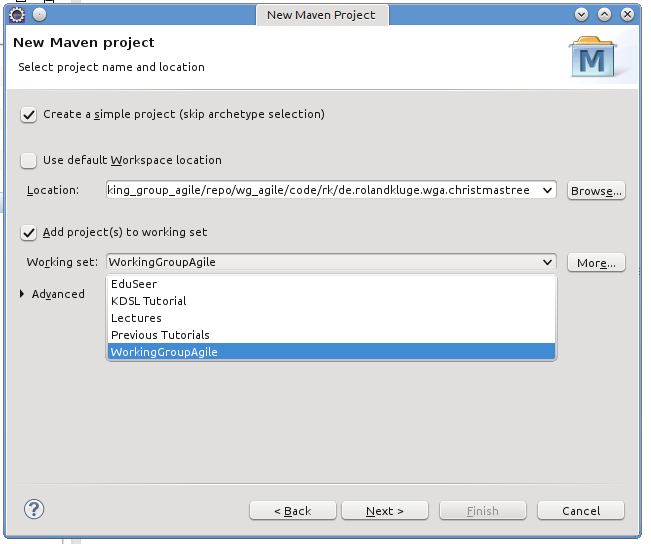 New Maven Project
New Maven project
Select project name and location
M
Create a simple project (skip archetype selection)
Use default Workspace location
Location: king_group_agile/repo/wg_agile/code/rk/de.rolandkluge.wga.christmastree Browse...
Add project(s) to working set
Working set: WorkingGroupAgile More...
Advanced
EduSeer
KDSL Tutorial
Lectures
Previous Tutorials
WorkingGroupAgile
? < Back Next > Finish Cancel